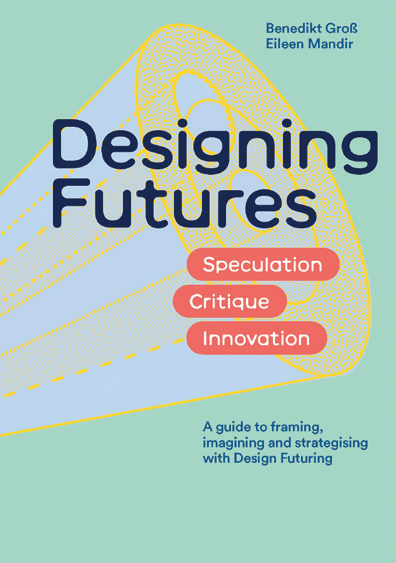 Benedikt Groß
Eileen Mandir
Designing
Futures
Speculation
Critique
Innovation
A guide to framing,
imagining and strategising
with Design Futuring